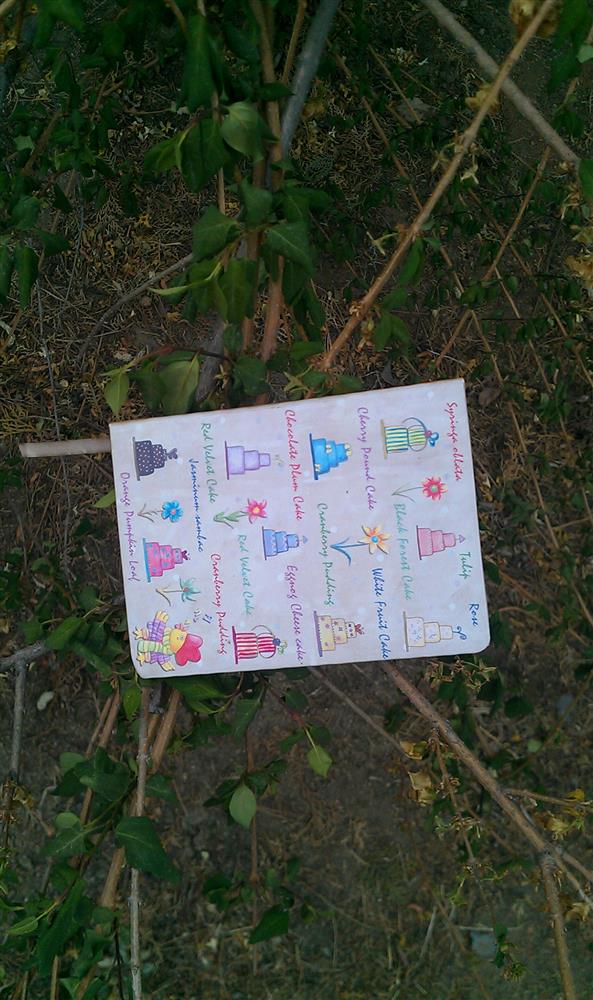 Syringa oblata
Tulip
Rose
Cherry Pound Cake
Black Forest Cake
White Fruit Cake
Chocolate Plum Cake
Cranberry Pudding
Eggnog Cheese cake
Red Velvet Cake
Red Velvet Cake
Cranberry Pudding
Jasminum sambac
Orange Pumpkin Loaf